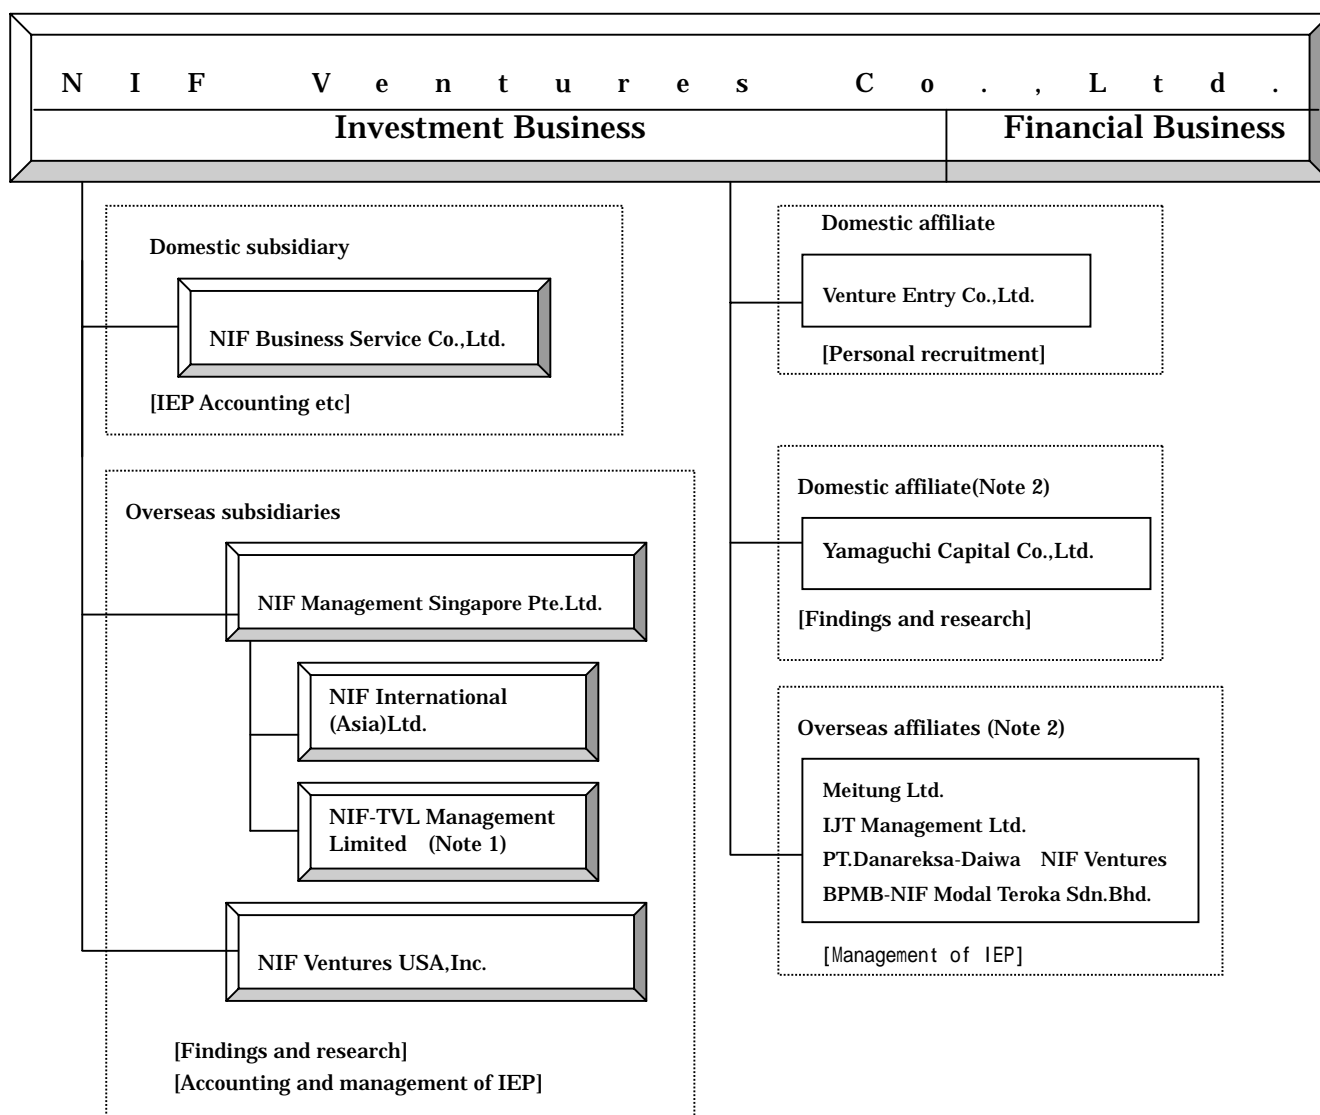 NIF Ventures Co.,Ltd.
Investment Business
Financial Business
Domestic subsidiary
NIF Business Service Co.,Ltd.
[IEP Accounting etc]
Overseas subsidiaries
NIF Management Singapore Pte.Ltd.
NIF International
(Asia)Ltd.
NIF-TVL Management
Limited (Note 1)
NIF Ventures USA,Inc.
[Findings and research]
[Accounting and management of IEP]
Domestic affiliate
Venture Entry Co.,Ltd.
[Personal recruitment]
Domestic affiliate(Note 2)
Yamaguchi Capital Co.,Ltd.
[Findings and research]
Overseas affiliates (Note 2)
Meitung Ltd.
IJT Management Ltd.
PT.Danareksa-Daiwa NIF Ventures
BPMB-NIF Modal Teroka Sdn.Bhd.
[Management of IEP]